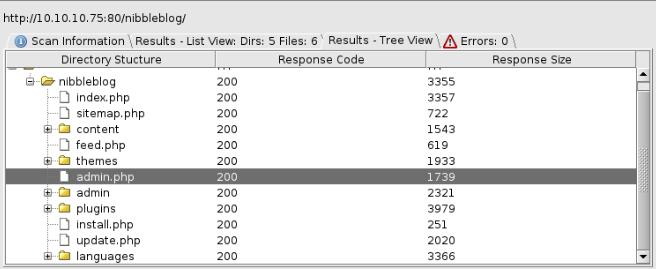 http://10.10.10.75:80/nibbleblog/
Scan Information Results - List View: Dirs: 5 Files: 6 Results - Tree View Errors: 0
Directory Stucture Response Code Response Size
nibbleblog 200 3355
index.php 200 3357
sitemap.php 200 722
content 200 1543
feed.php 200 619
themes 200 1933
admin.php 200 1739
admin 200 2321
plugins 200 3979
install.php 200 251
update.php 200 2020
languages 200 3366